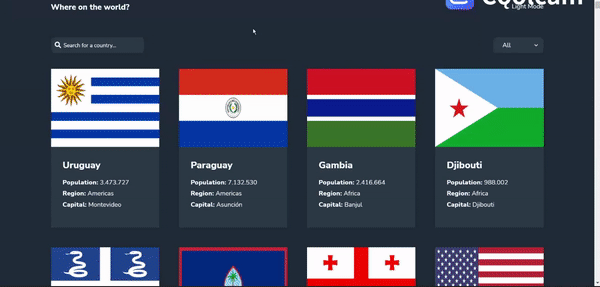 Where on the world?
Light Mode
Search for a country...
All
Uruguay
Population: 3.473.727
Region: Americas
Capital: Montevideo
Paraguay
Population: 7.132.530
Region: Americas
Capital: Asunción
Gambia
Population: 2.416.664
Region: Africa
Capital: Banjul
Djibouti
Population: 988.002
Region: Africa
Capital: Djibouti